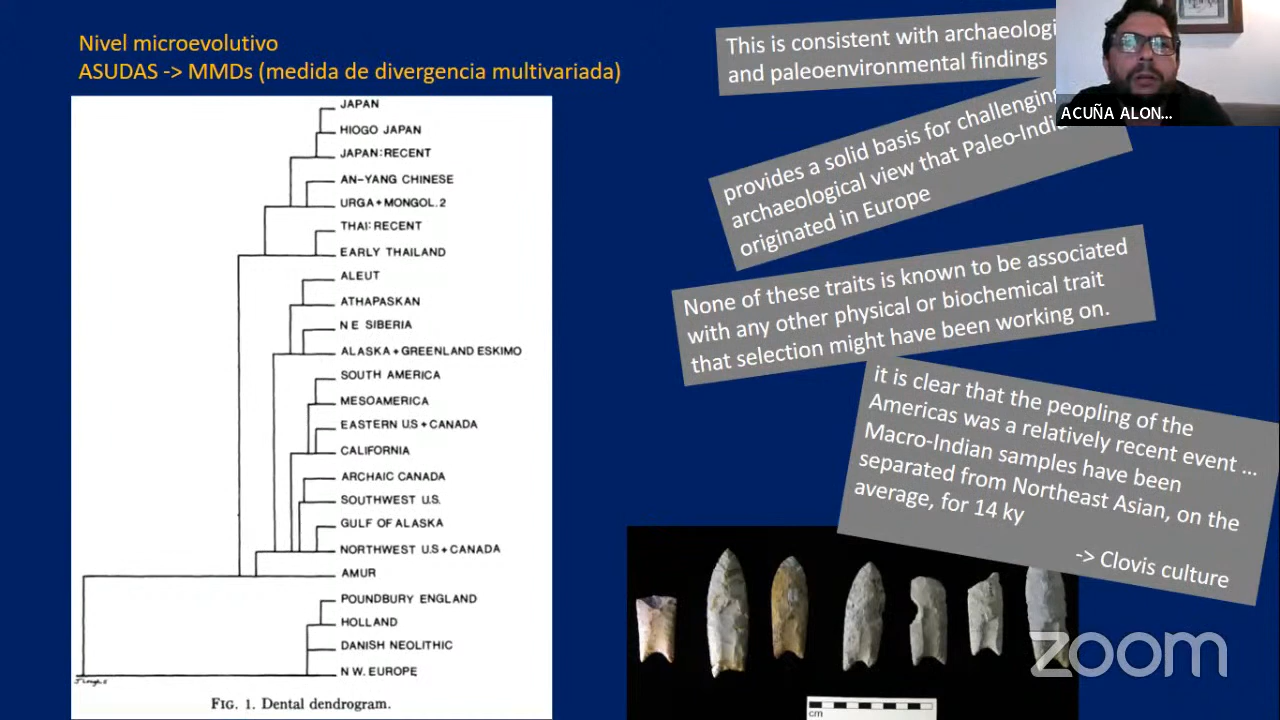 Nivel microevolutivo
ASUDAS -> MMDs (medida de divergencia multivariada)
JAPAN
HIOGO JAPAN
JAPAN:RECENT
AN-YANG CHINESE
URGA+MONGOL.2
THAI:RECENT
EARLY THAILAND
ALEUT
ATHAPASKAN
NE SIBERIA
ALASKA+GREENLAND ESKIMO
SOUTH AMERICA
MESOAMERICA
EASTERN U.S+CANADA
CALIFORNIA
ARCHAIC CANADA
SOUTHWEST U.S.
GULF OF ALASKA
NORTHWEST U.S+CANADA
AMUR
POUNDBURY ENGLAND
HOLLAND
DANISH NEOLITHIC
N.W. EUROPE
FIG. 1. Dental dendrogram.
This is consistent with
and paleoenvironmental findings
ACUÑA ALON...
provides a solid basis for challenging
archaeological view that
originated in Europe
None of these traits is known to be associated
with any other physical or biochemical trait
that selection might have been working on.
it is clear that the peopling of the
Americas was a relatively recent event ...
Macro-Indian samples have been
separated from Northeast Asian, on the
average, for 14 ky
-> Clovis culture
cm
zoom